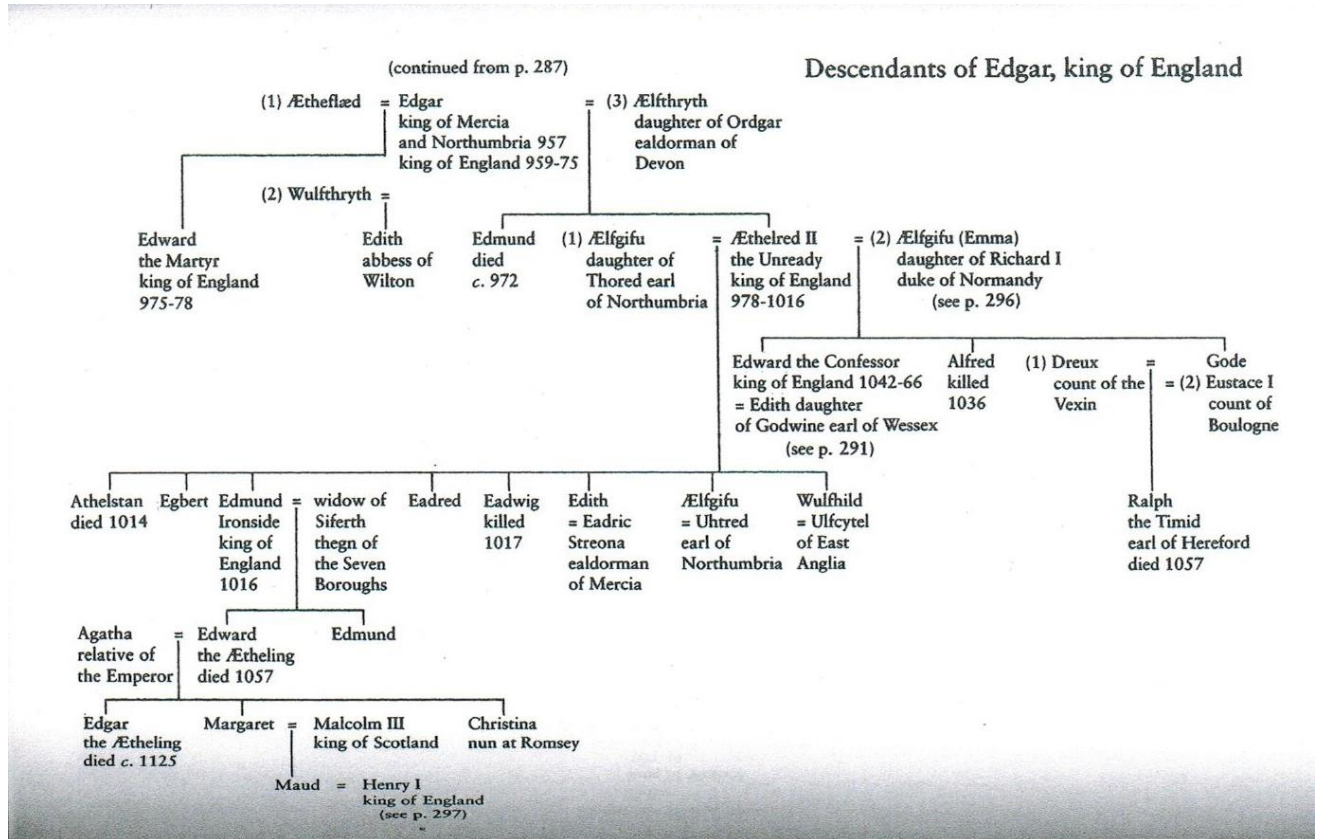 Descendants of Edgar, king of England
(continued from p. 287)
(1) Ætheflæd = Edgar
king of Mercia
and Northumbria 957
king of England 959-75
= (3) Ælfthryth
daughter of Ordgar
ealdorman of
Devon
(2) Wulfthryth =
Edward
the Martyr
king of England
975-78
Edith
abbess of
Wilton
Edmund
died
c. 972
(1) Ælfgifu
daughter of
Thored earl
of Northumbria
= Æthelred II
the Unready
king of England
978-1016
= (2) Ælfgifu (Emma)
daughter of Richard I
duke of Normandy
(see p. 296)
Edward the Confessor
king of England 1042-66
= Edith daughter
of Godwine earl of Wessex
(see p. 291)
Alfred
killed
1036
(1) Dreux
count of the
Vexin
= Gode
= (2) Eustace I
count of
Boulogne
Athelstan
died 1014
Egbert
Edmund
Ironside
king of
England
1016
= widow of
Siferth
thegn of
the Seven
Boroughs
Eadred
Eadwig
killed
1017
Edith
= Eadric
Streona
ealdorman
of Mercia
Ælfgifu
= Uhtred
earl of
Northumbria
Wulfhild
= Ulfcytel
of East
Anglia
Ralph
the Timid
earl of Hereford
died 1057
Agatha
relative of
the Emperor
= Edward
the Ætheling
died 1057
Edmund
Edgar
the Ætheling
died c. 1125
Margaret = Malcolm III
king of Scotland
Christina
nun at Romsey
Maud = Henry I
king of England
(see p. 297)